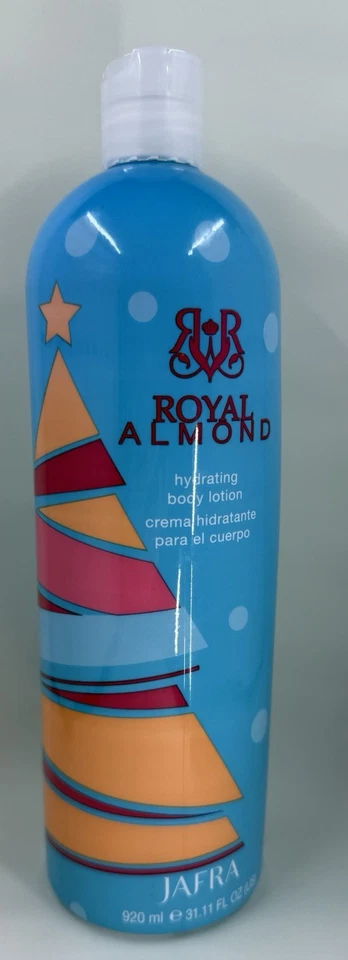 ROYAL
ALMOND
hydrating
body lotion
crema hidratante
para el cuerpo
JAFRA
920 ml e 31.11 FL OZ